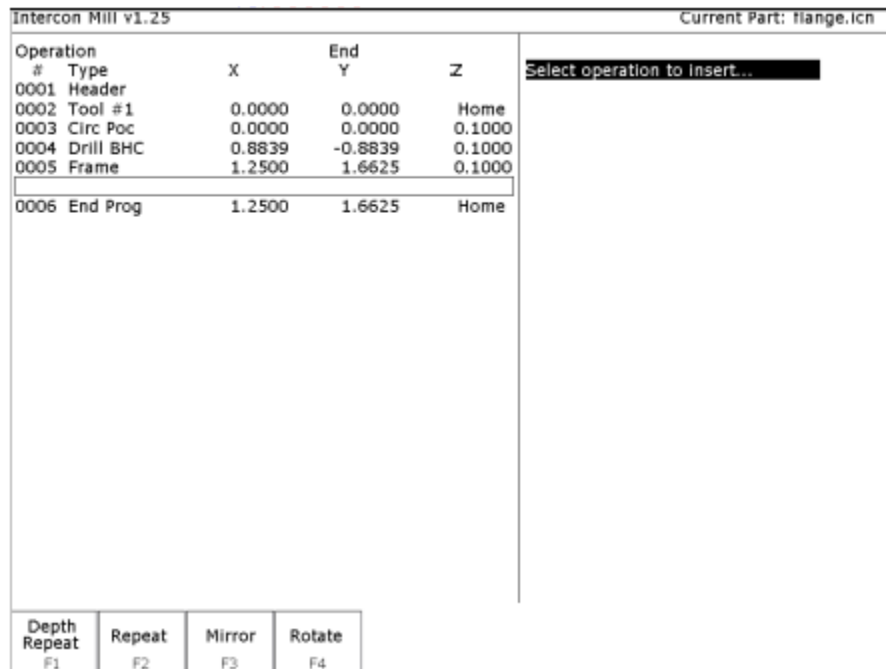 Intercon Mill v1.25 Current Part: flange.icn
Operation End
# Type X Y Z
Select operation to insert...
0001 Header
0002 Tool #1 0.0000 0.0000 Home
0003 Circ Poc 0.0000 0.0000 0.1000
0004 Drill BHC 0.8839 -0.8839 0.1000
0005 Frame 1.2500 1.6625 0.1000
0006 End Prog 1.2500 1.6625 Home
Depth
Repeat Repeat Mirror Rotate
F1 F2 F3 F4